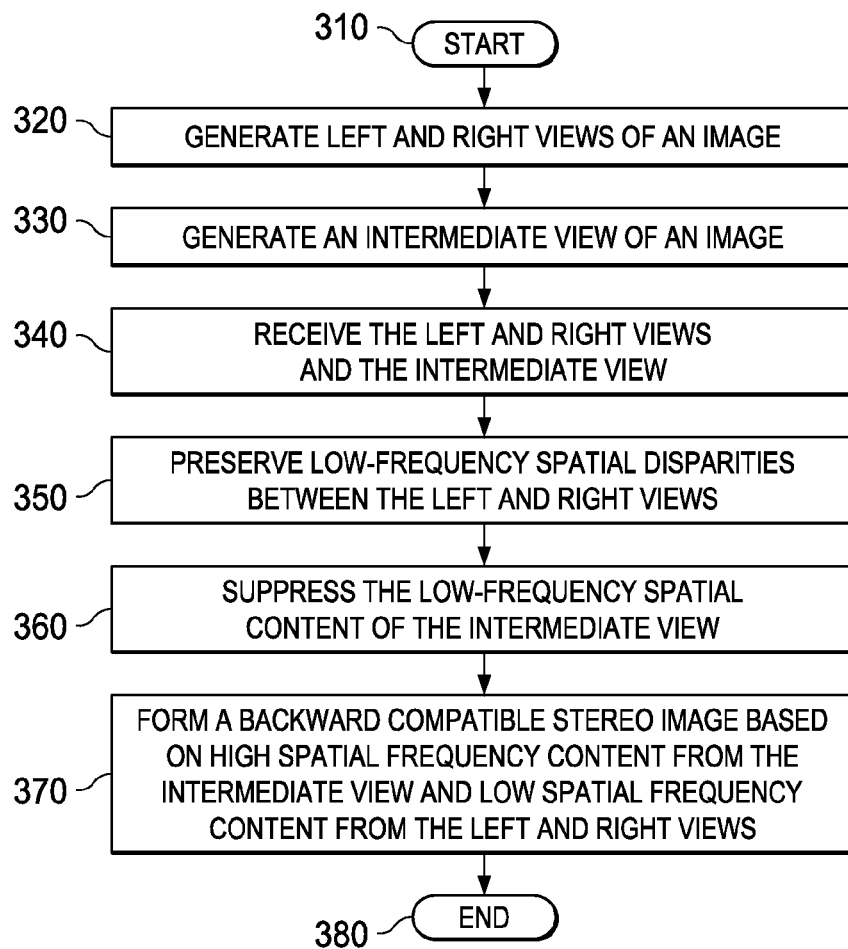 310
START
320
GENERATE LEFT AND RIGHT VIEWS OF AN IMAGE
330
GENERATE AN INTERMEDIATE VIEW OF AN IMAGE
340
RECEIVE THE LEFT AND RIGHT VIEWS
AND THE INTERMEDIATE VIEW
350
PRESERVE LOW-FREQUENCY SPATIAL DISPARITIES
BETWEEN THE LEFT AND RIGHT VIEWS
360
SUPPRESS THE LOW-FREQUENCY SPATIAL
CONTENT OF THE INTERMEDIATE VIEW
370
FORM A BACKWARD COMPATIBLE STEREO IMAGE BASED
ON HIGH SPATIAL FREQUENCY CONTENT FROM THE
INTERMEDIATE VIEW AND LOW SPATIAL FREQUENCY
CONTENT FROM THE LEFT AND RIGHT VIEWS
380
END